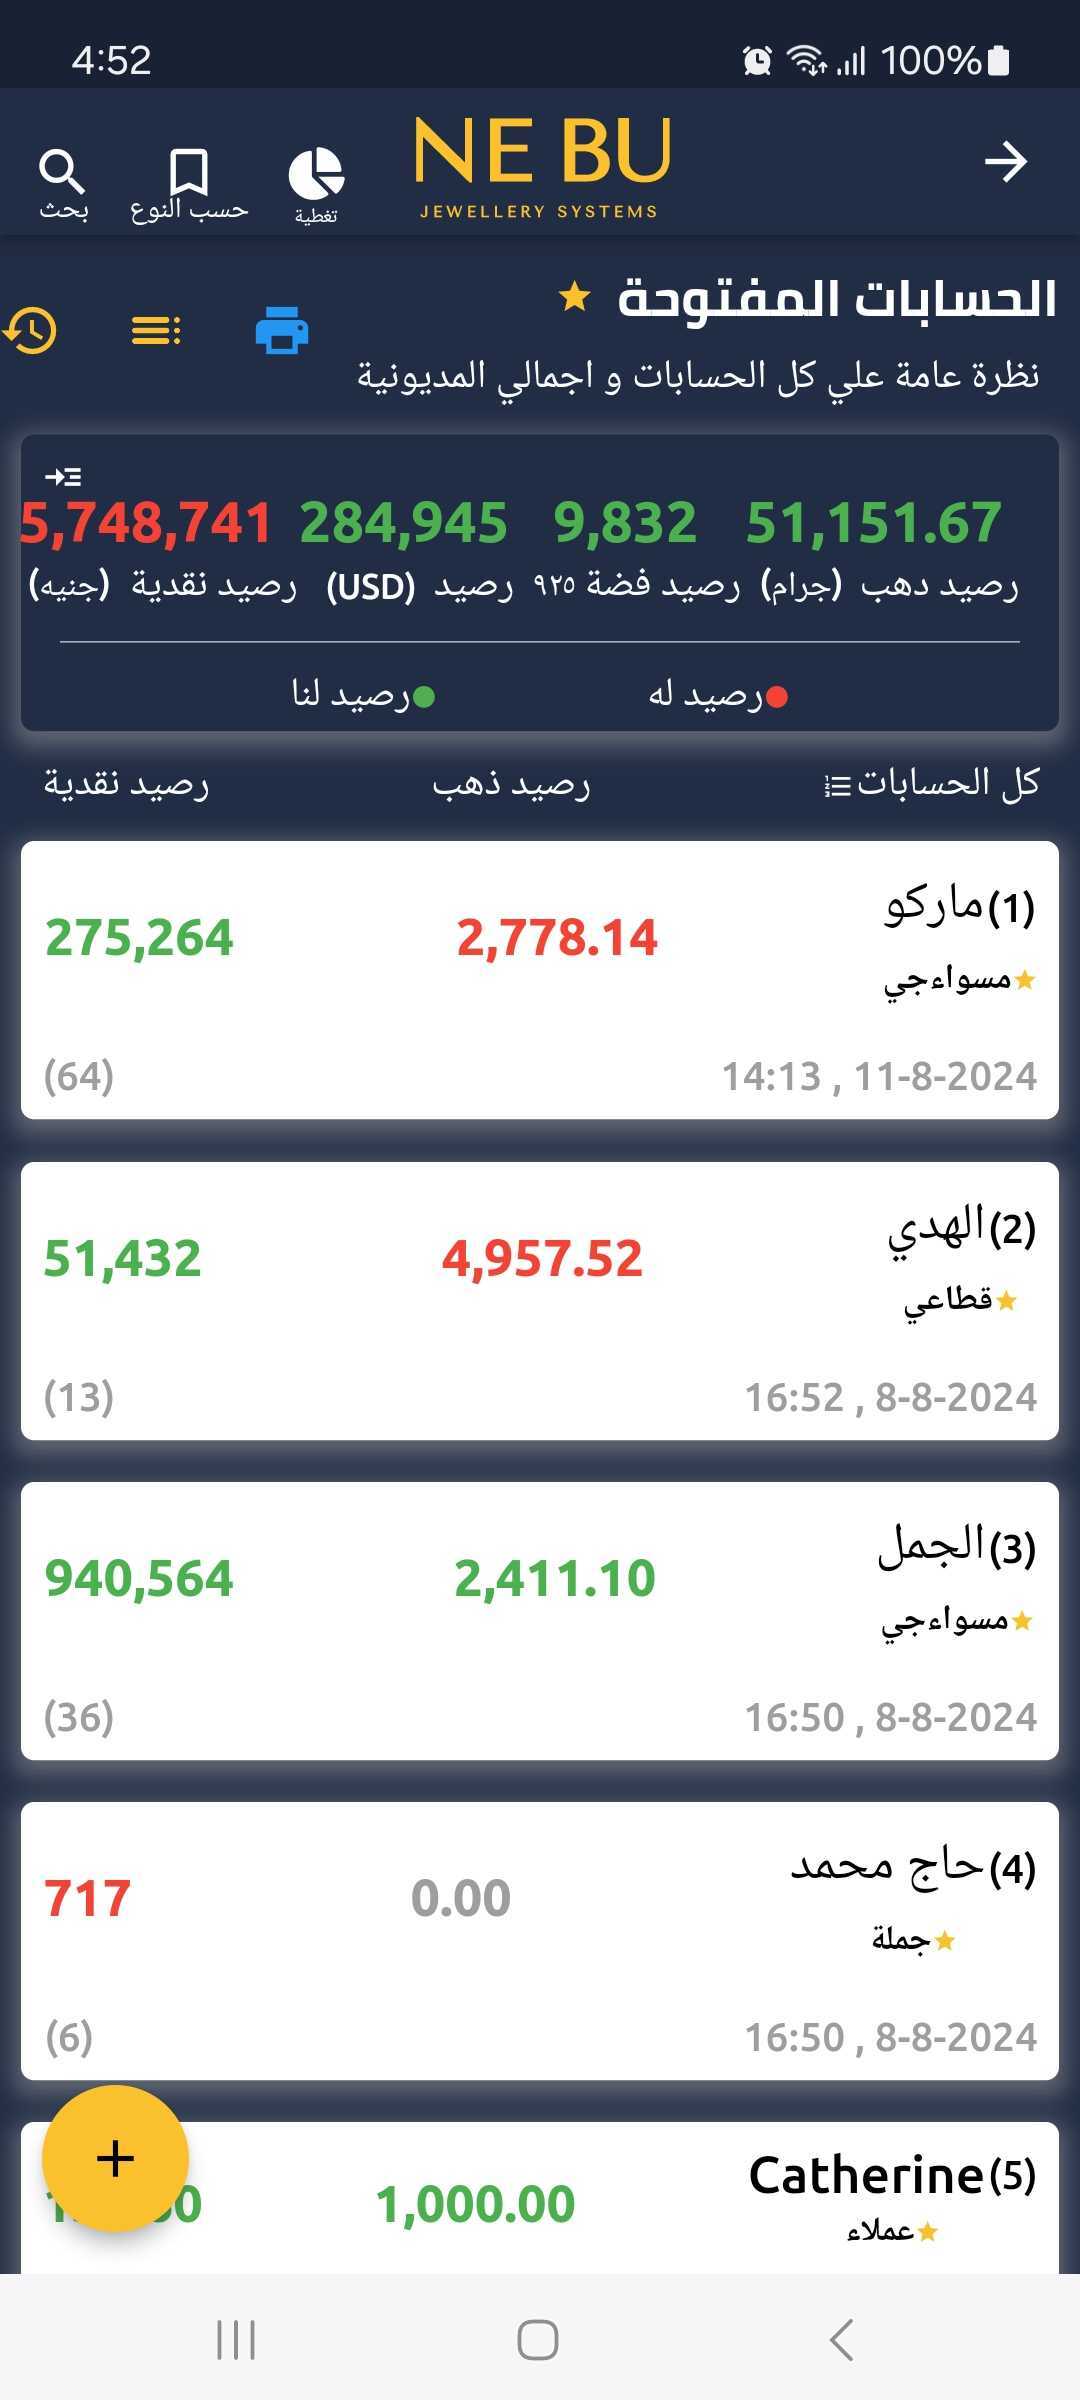 4:52
100%
NE BU
JEWELLERY SYSTEMS
تغطية
حسب النوع
بحث
الحسابات المفتوحة
نظرة عامة علي كل الحسابات و اجمالي المديونية
51,151.67 9,832 284,945 5,748,741
رصيد دهب (جرام) رصيد فضة ٩٢٥ رصيد (USD) رصيد نقدية (جنيه)
رصيد له رصيد لنا
كل الحسابات رصيد ذهب رصيد نقدية
(1) ماركو
2,778.14 275,264
مسواءجي
14:13 , 11-8-2024 (64)
(2) الهدي
4,957.52 51,432
قطاعي
16:52 , 8-8-2024 (13)
(3) الجمل
2,411.10 940,564
مسواءجي
16:50 , 8-8-2024 (36)
(4) حاج محمد
0.00 717
جملة
16:50 , 8-8-2024 (6)
Catherine (5)
1,000.00
عملاء